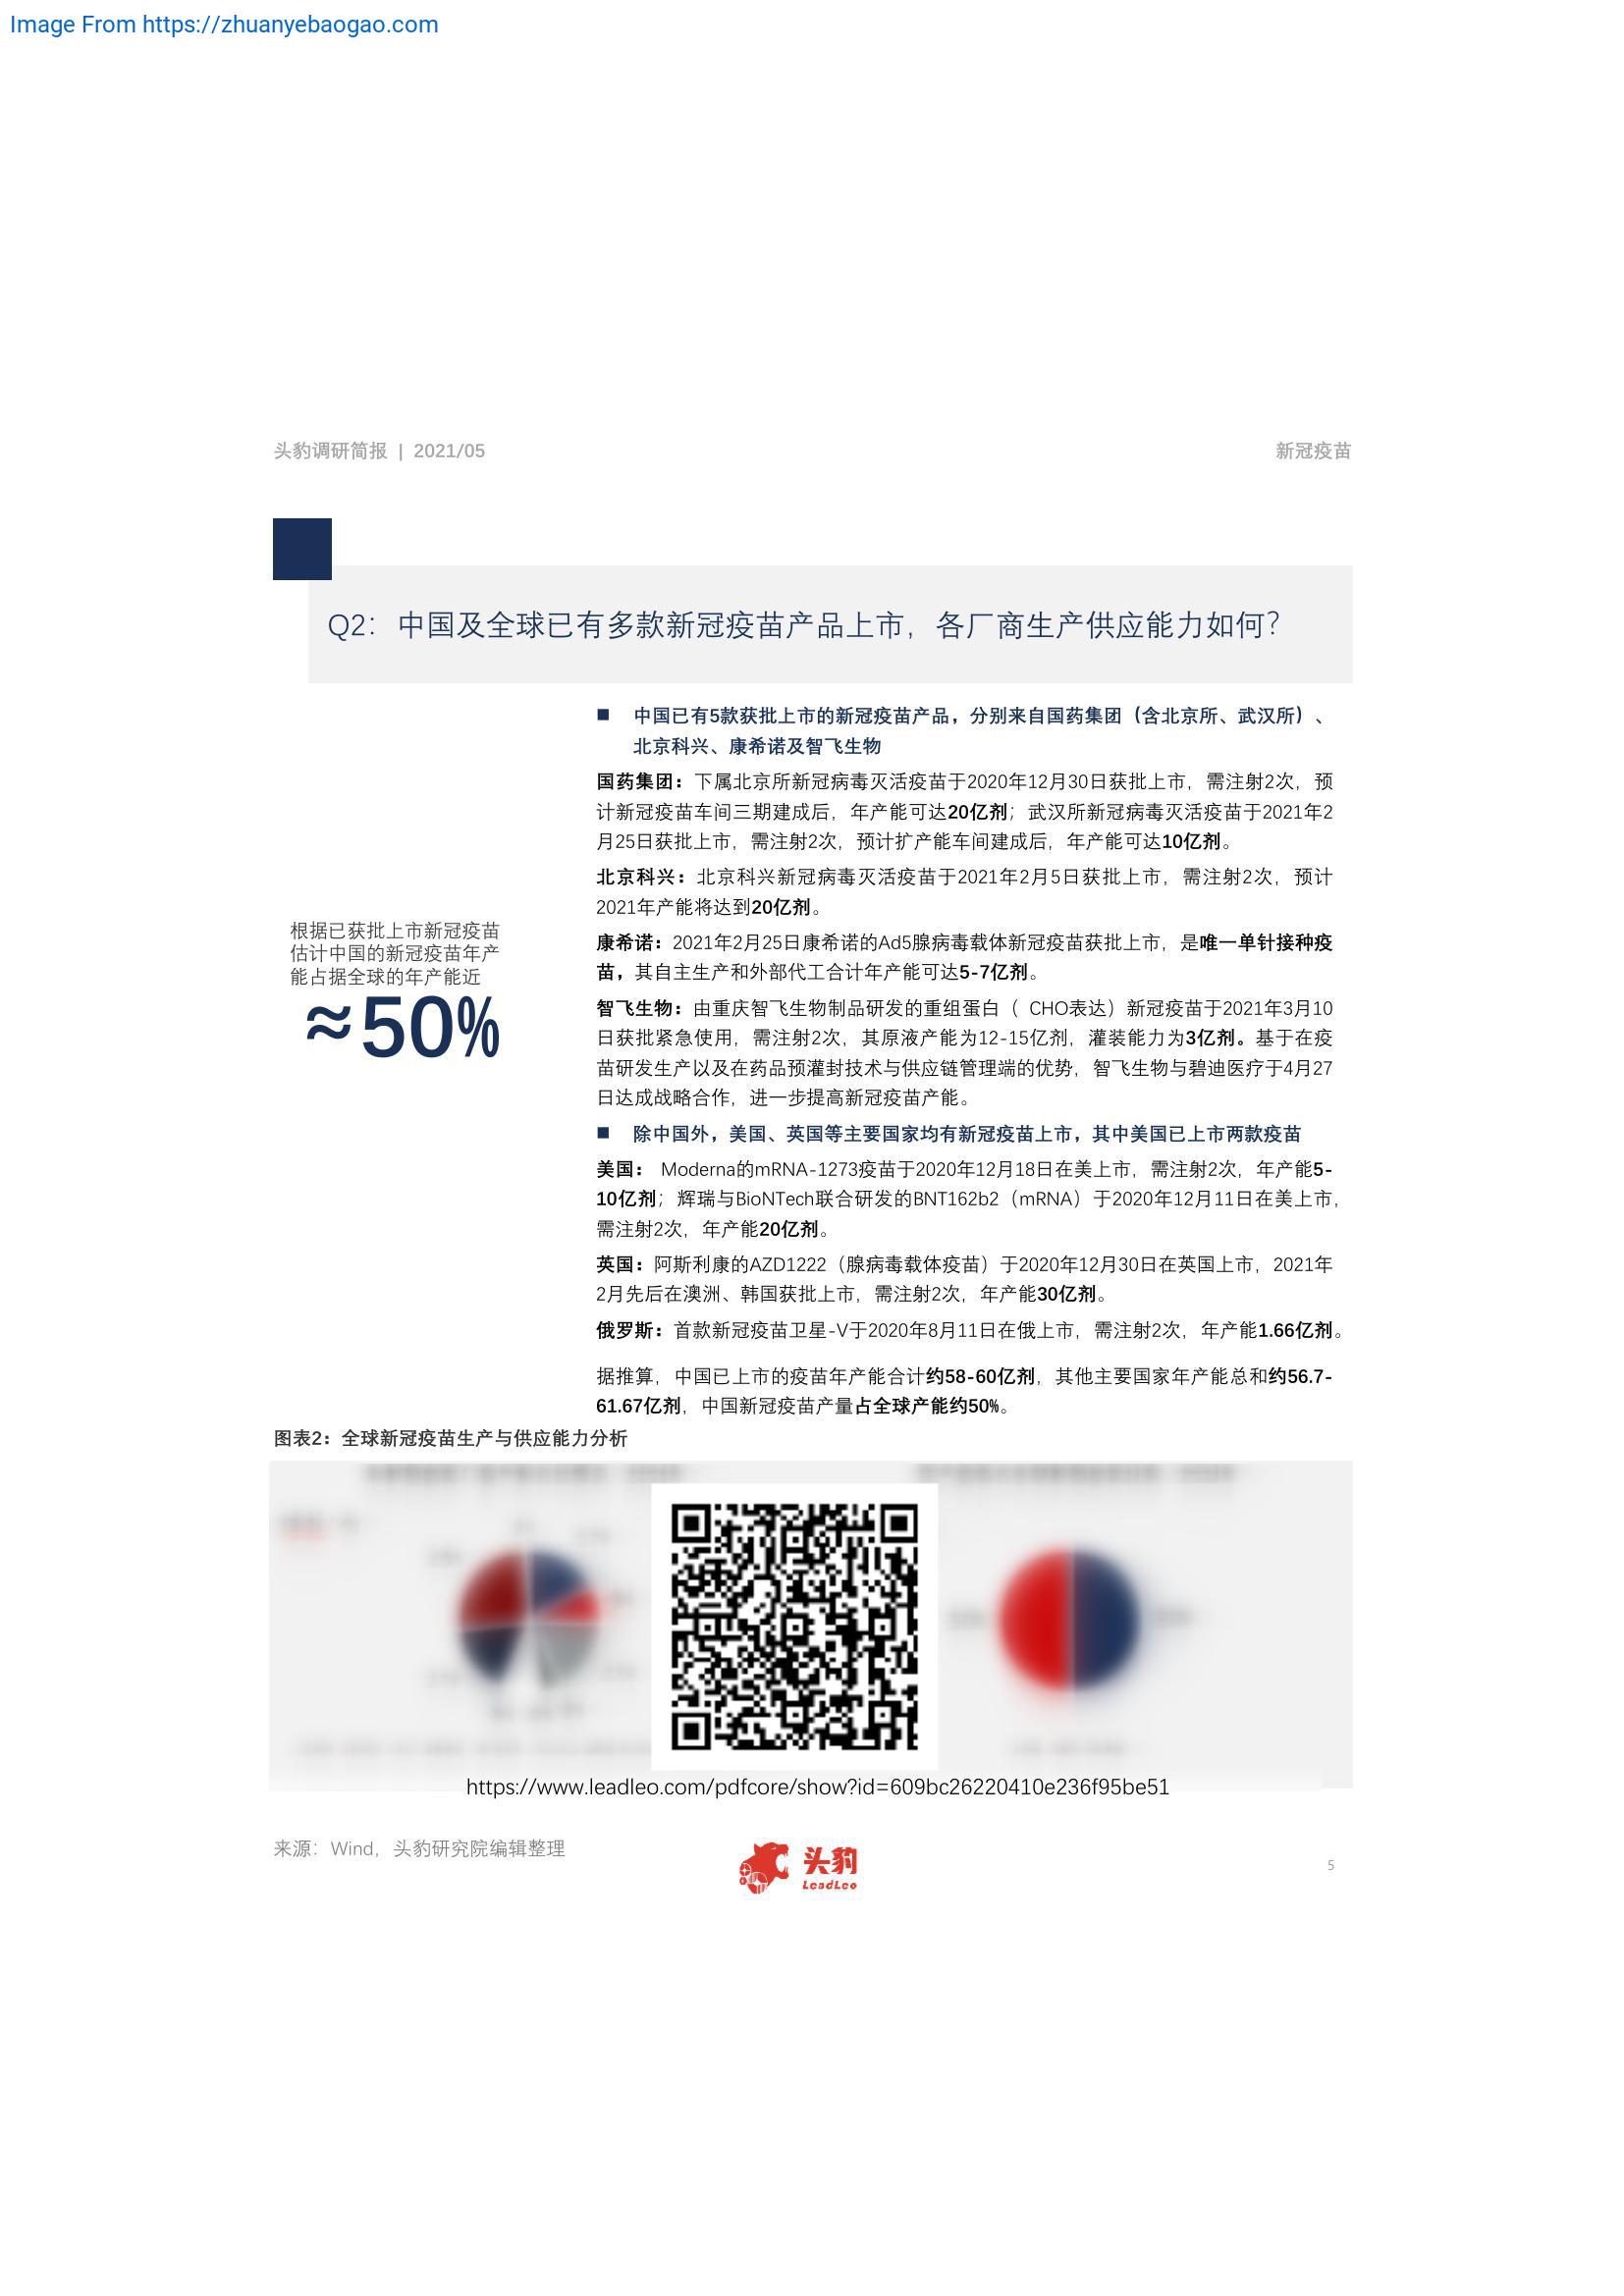 Image From https://zhuanyebaogao.com
头豹调研简报 | 2021/05
新冠疫苗
Q2：中国及全球已有多款新冠疫苗产品上市，各厂商生产供应能力如何？
■ 中国已有5款获批上市的新冠疫苗产品，分别来自国药集团（含北京所、武汉所）、
北京科兴、康希诺及智飞生物
国药集团：下属北京所新冠病毒灭活疫苗于2020年12月30日获批上市，需注射2次，预
计新冠疫苗车间三期建成后，年产能可达20亿剂；武汉所新冠病毒灭活疫苗于2021年2
月25日获批上市，需注射2次，预计扩产能车间建成后，年产能可达10亿剂。
北京科兴：北京科兴新冠病毒灭活疫苗于2021年2月5日获批上市，需注射2次，预计
2021年产能将达到20亿剂。
康希诺：2021年2月25日康希诺的Ad5腺病毒载体新冠疫苗获批上市，是唯一单针接种疫
苗，其自主生产和外部代工合计年产能可达5-7亿剂。
智飞生物：由重庆智飞生物制品研发的重组蛋白（ CHO表达）新冠疫苗于2021年3月10
日获批紧急使用，需注射2次，其原液产能为12-15亿剂，灌装能力为3亿剂。基于在疫
苗研发生产以及在药品预灌封技术与供应链管理端的优势，智飞生物与碧迪医疗于4月27
日达成战略合作，进一步提高新冠疫苗产能。
■ 除中国外，美国、英国等主要国家均有新冠疫苗上市，其中美国已上市两款疫苗
美国： Moderna的mRNA-1273疫苗于2020年12月18日在美上市，需注射2次，年产能5-
10亿剂；辉瑞与BioNTech联合研发的BNT162b2（mRNA）于2020年12月11日在美上市，
需注射2次，年产能20亿剂。
英国：阿斯利康的AZD1222（腺病毒载体疫苗）于2020年12月30日在英国上市，2021年
2月先后在澳洲、韩国获批上市，需注射2次，年产能30亿剂。
俄罗斯：首款新冠疫苗卫星-V于2020年8月11日在俄上市，需注射2次，年产能1.66亿剂。
据推算，中国已上市的疫苗年产能合计约58-60亿剂，其他主要国家年产能总和约56.7-
61.67亿剂，中国新冠疫苗产量占全球产能约50%。
根据已获批上市新冠疫苗
估计中国的新冠疫苗年产
能占据全球的年产能近
≈50%
图表2：全球新冠疫苗生产与供应能力分析
https://www.leadleo.com/pdfcore/show?id=609bc26220410e236f95be51
来源：Wind，头豹研究院编辑整理
头豹
LeadLeo
5